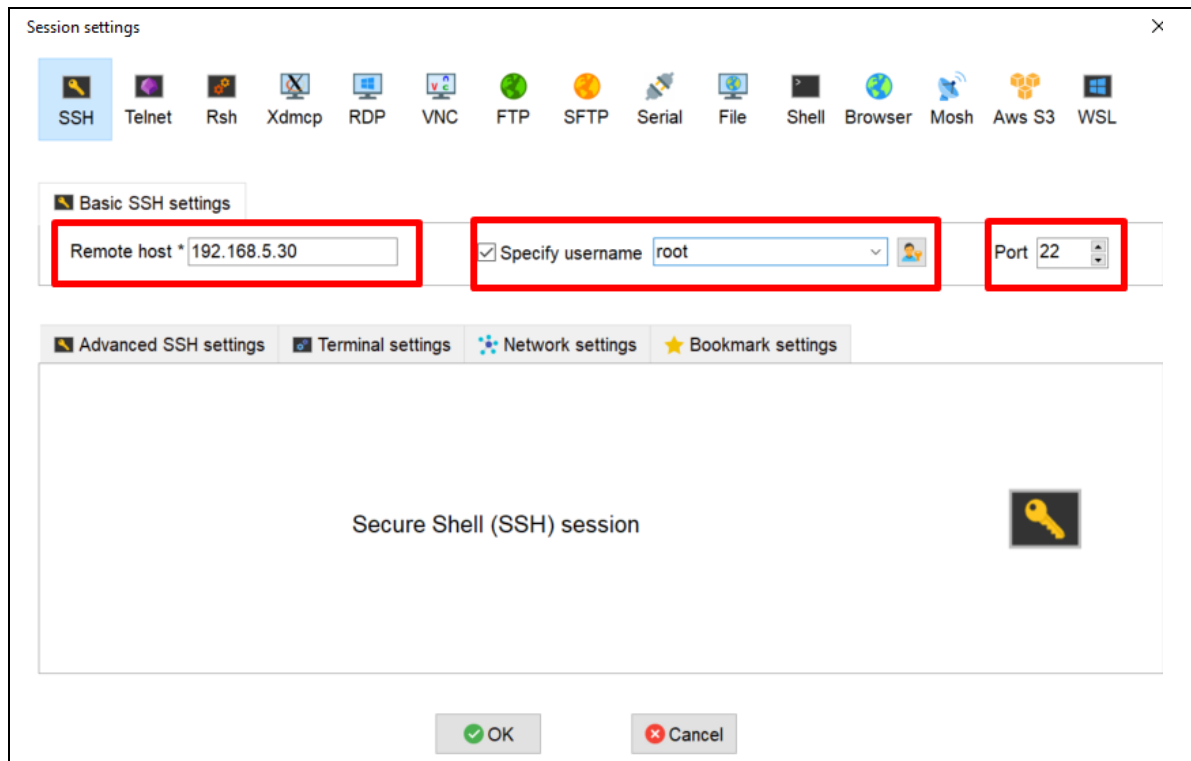 Session settings
SSH Telnet Rsh Xdmcp RDP VNC FTP SFTP Serial File Shell Browser Mosh Aws S3 WSL
Basic SSH settings
Remote host * 192.168.5.30 Specify username root Port 22
Advanced SSH settings Terminal settings Network settings Bookmark settings
Secure Shell (SSH) session
OK Cancel